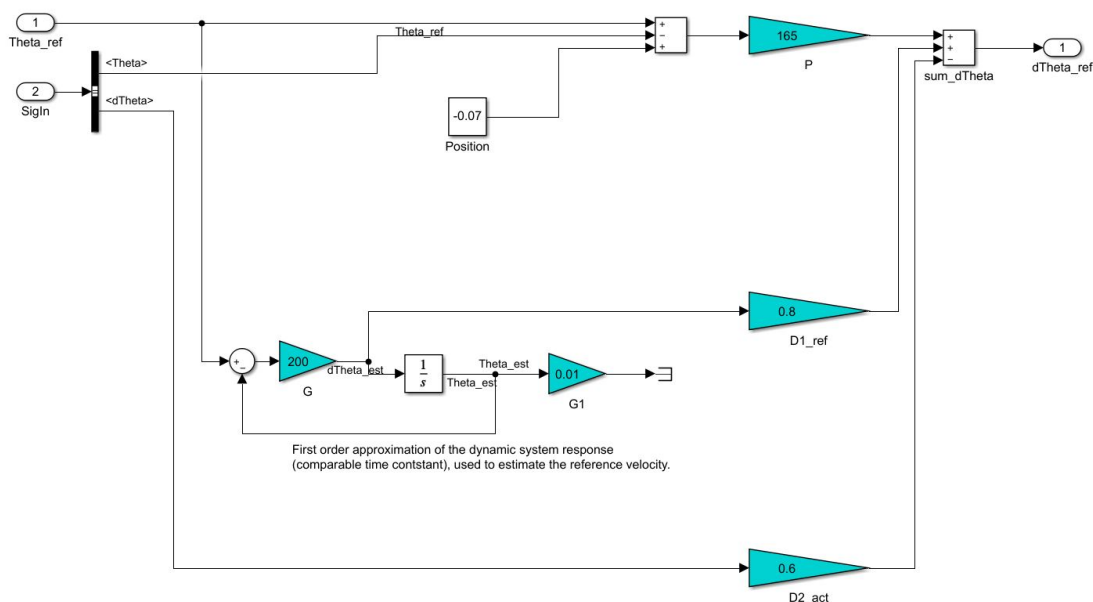 1
Theta_ref
2
SigIn
<Theta>
<dTheta>
Theta_ref
+
−
+
-0.07
Position
165
P
+
+
−
sum_dTheta
1
dTheta_ref
0.8
D1_ref
+
−
200
G
dTheta_est
1
s
Theta_est
Theta_est
0.01
G1
First order approximation of the dynamic system response
(comparable time contstant), used to estimate the reference velocity.
0.6
D2_act